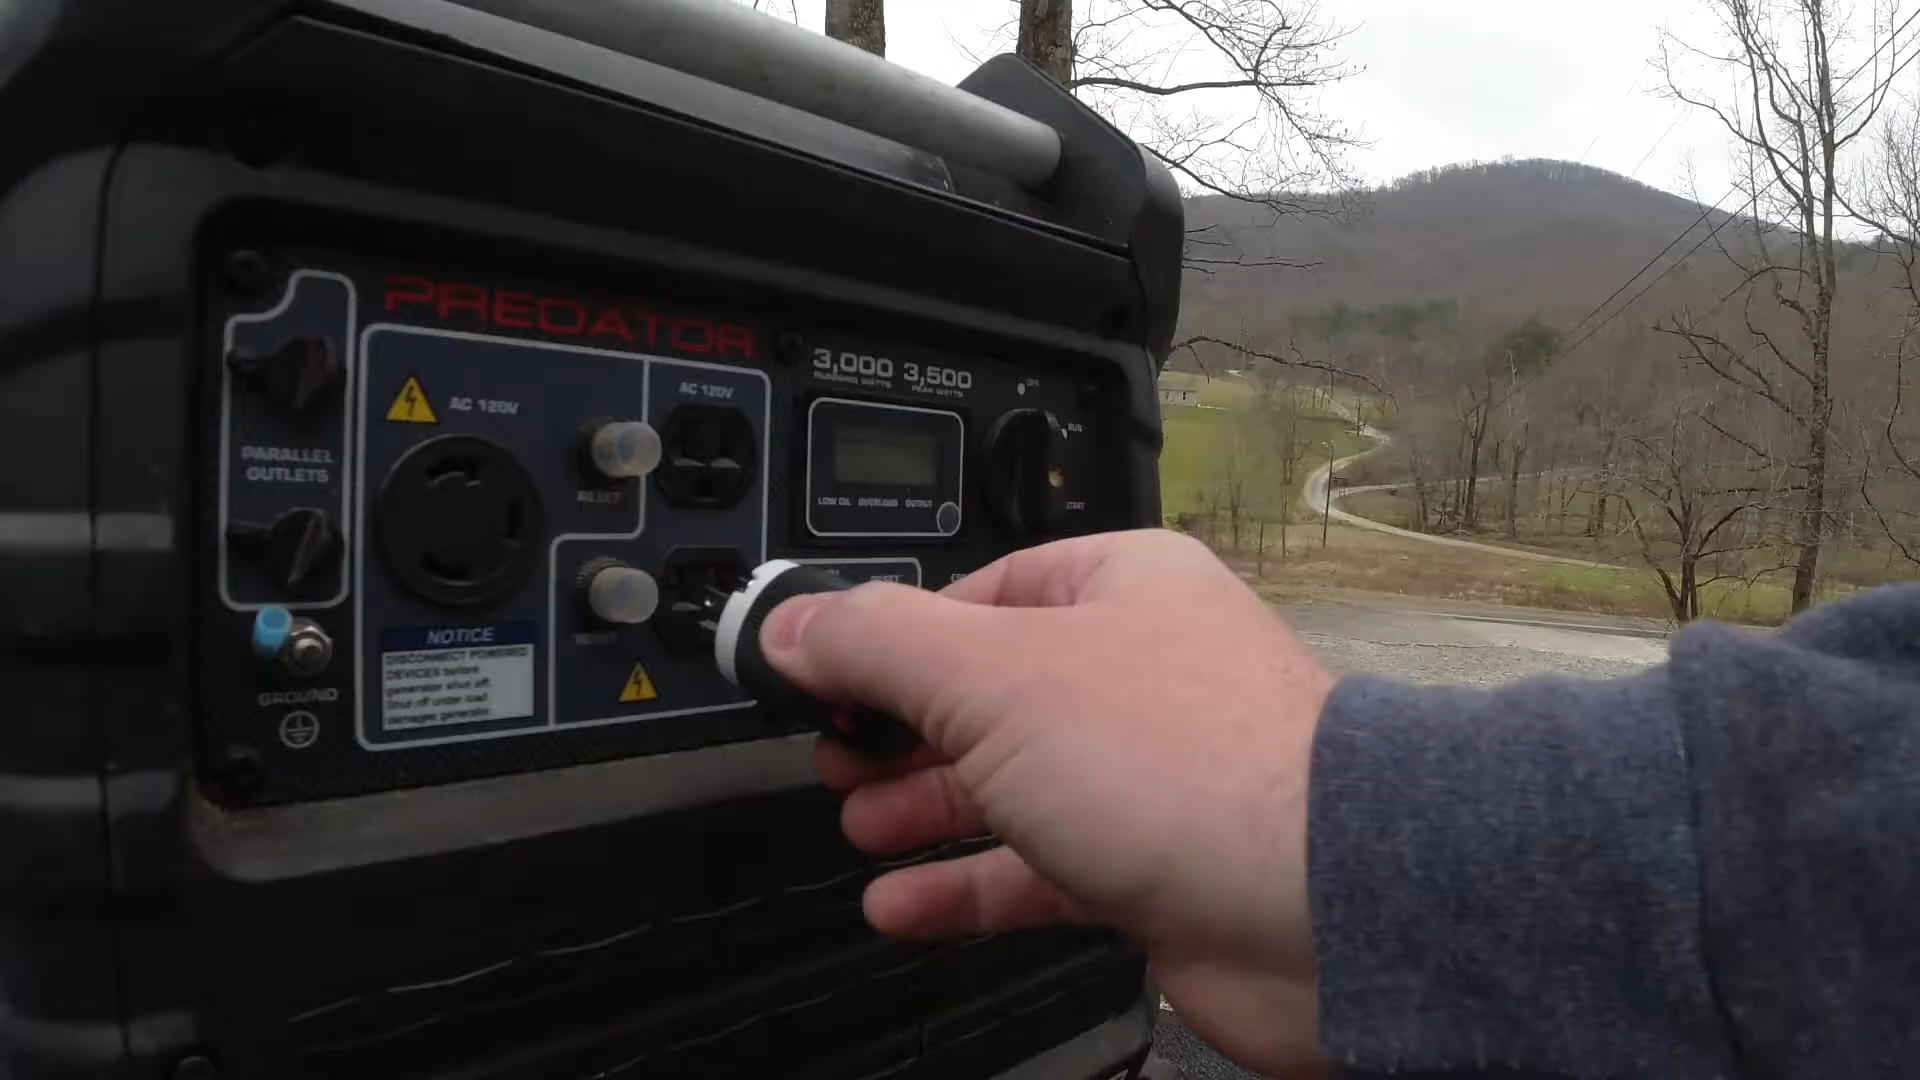 PREDATOR
3,000 3,500
RUNNING WATTS PEAK WATTS
OFF
RUN
START
AC 120V
AC 120V
PARALLEL
OUTLETS
RESET
LOW OIL OVERLOAD OUTPUT
RESET
RESET
GROUND
NOTICE
DISCONNECT POWERED
DEVICES before
generator shut off.
Shut off under load
damages generator.